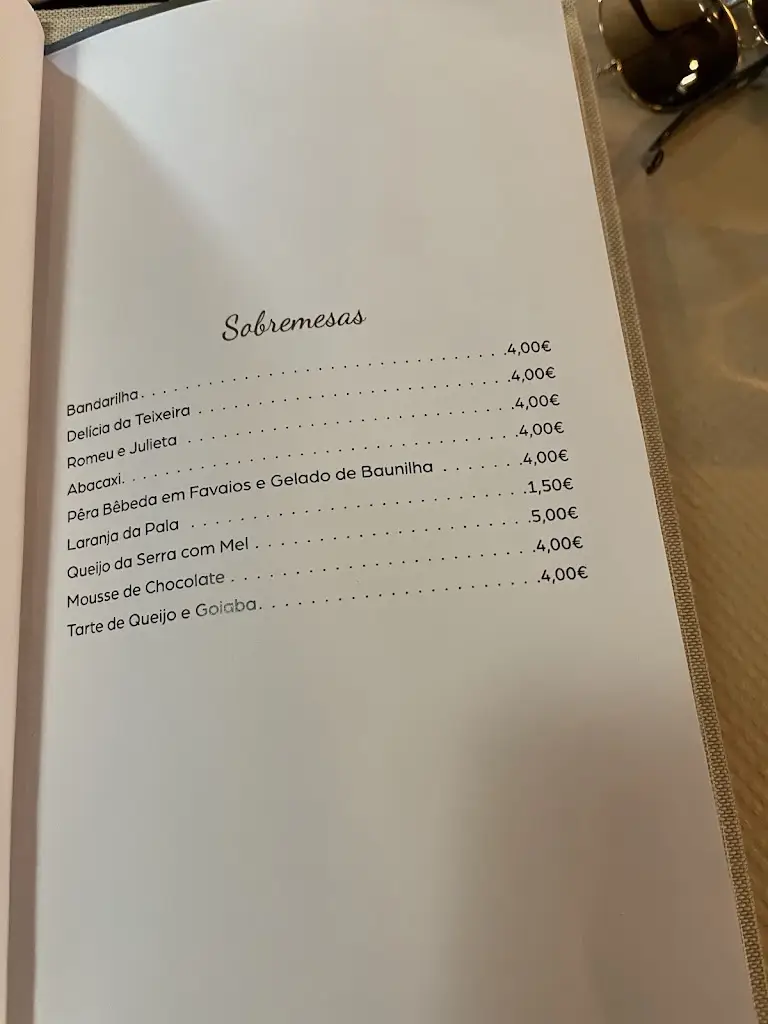 Sobremesas
Bandarilha. . . . . . . . . . . . . . . . . . . . . . . . . . . . . .4,00€
Delícia da Teixeira . . . . . . . . . . . . . . . . . . . . . . . . .4,00€
Romeu e Julieta . . . . . . . . . . . . . . . . . . . . . . . . . .4,00€
Abacaxi. . . . . . . . . . . . . . . . . . . . . . . . . . . . . . .4,00€
Pêra Bêbeda em Favaios e Gelado de Baunilha . . . . . . .4,00€
Laranja da Pala . . . . . . . . . . . . . . . . . . . . . . . . . .1,50€
Queijo da Serra com Mel . . . . . . . . . . . . . . . . . . . . .5,00€
Mousse de Chocolate . . . . . . . . . . . . . . . . . . . . . . .4,00€
Tarte de Queijo e Goiaba. . . . . . . . . . . . . . . . . . . . .4,00€